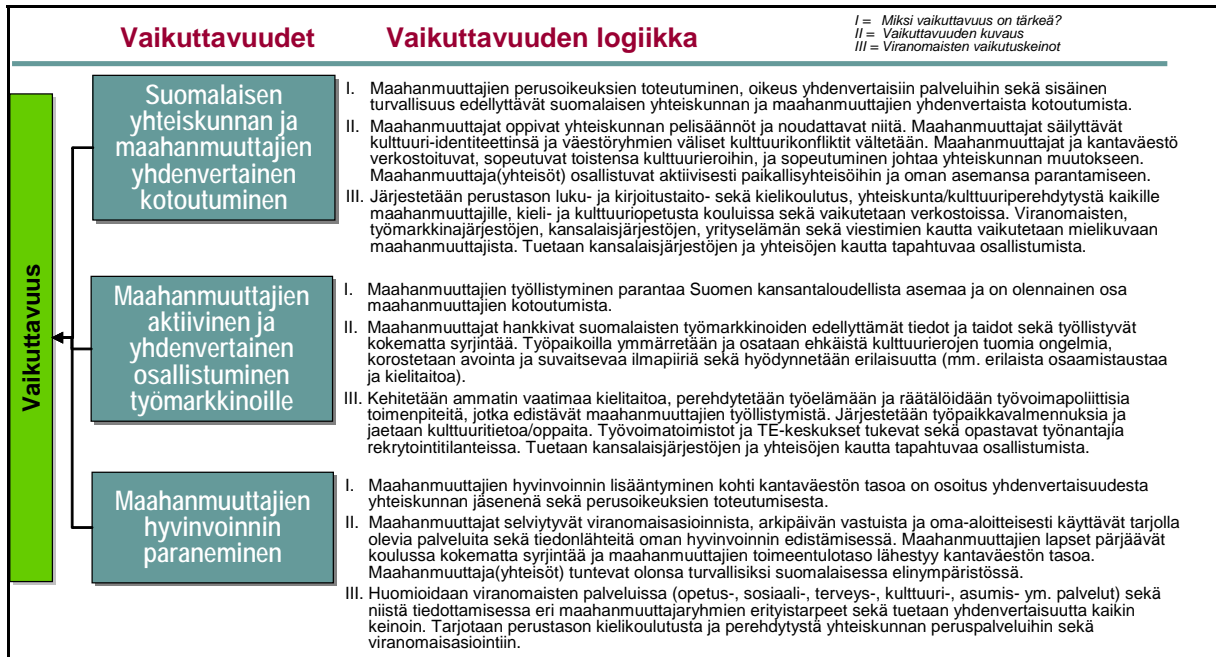 Vaikuttavuudet
Vaikuttavuuden logiikka
I = Miksi vaikuttavuus on tärkeä?
II = Vaikuttavuuden kuvaus
III = Viranomaisten vaikutuskeinot
Vaikuttavuus
Suomalaisen
yhteiskunnan ja
maahanmuuttajien
yhdenvertainen
kotoutuminen
I. Maahanmuuttajien perusoikeuksien toteutuminen, oikeus yhdenvertaisiin palveluihin sekä sisäinen
turvallisuus edellyttävät suomalaisen yhteiskunnan ja maahanmuuttajien yhdenvertaista kotoutumista.
II. Maahanmuuttajat oppivat yhteiskunnan pelisäännöt ja noudattavat niitä. Maahanmuuttajat säilyttävät
kulttuuri-identiteettinsä ja väestöryhmien väliset kulttuurikonfliktit vältetään. Maahanmuuttajat ja kantaväestö
verkostoituvat, sopeutuvat toistensa kulttuurieroihin, ja sopeutuminen johtaa yhteiskunnan muutokseen.
Maahanmuuttaja(yhteisöt) osallistuvat aktiivisesti paikallisyhteisöihin ja oman asemansa parantamiseen.
III. Järjestetään perustason luku- ja kirjoitustaito- sekä kielikoulutus, yhteiskunta/kulttuuriperehdytystä kaikille
maahanmuuttajille, kieli- ja kulttuuriopetusta kouluissa sekä vaikutetaan verkostoissa. Viranomaisten,
työmarkkinajärjestöjen, kansalaisjärjestöjen, yrityselämän sekä viestimien kautta vaikutetaan mielikuvaan
maahanmuuttajista. Tuetaan kansalaisjärjestöjen ja yhteisöjen kautta tapahtuvaa osallistumista.
Maahanmuuttajien
aktiivinen ja
yhdenvertainen
osallistuminen
työmarkkinoille
I. Maahanmuuttajien työllistyminen parantaa Suomen kansantaloudellista asemaa ja on olennainen osa
maahanmuuttajien kotoutumista.
II. Maahanmuuttajat hankkivat suomalaisten työmarkkinoiden edellyttämät tiedot ja taidot sekä työllistyvät
kokematta syrjintää. Työpaikoilla ymmärretään ja osataan ehkäistä kulttuurierojen tuomia ongelmia,
korostetaan avointa ja suvaitsevaa ilmapiiriä sekä hyödynnetään erilaisuutta (mm. erilaista osaamistaustaa
ja kielitaitoa).
III. Kehitetään ammatin vaatimaa kielitaitoa, perehdytetään työelämään ja räätälöidään työvoimapoliittisia
toimenpiteitä, jotka edistävät maahanmuuttajien työllistymistä. Järjestetään työpaikkavalmennuksia ja
jaetaan kulttuuritietoa/oppaita. Työvoimatoimistot ja TE-keskukset tukevat sekä opastavat työnantajia
rekrytointitilanteissa. Tuetaan kansalaisjärjestöjen ja yhteisöjen kautta tapahtuvaa osallistumista.
Maahanmuuttajien
hyvinvoinnin
paraneminen
I. Maahanmuuttajien hyvinvoinnin lisääntyminen kohti kantaväestön tasoa on osoitus yhdenvertaisuudesta
yhteiskunnan jäsenenä sekä perusoikeuksien toteutumisesta.
II. Maahanmuuttajat selviytyvät viranomaisasioinnista, arkipäivän vastuista ja oma-aloitteisesti käyttävät tarjolla
olevia palveluita sekä tiedonlähteitä oman hyvinvoinnin edistämisessä. Maahanmuuttajien lapset pärjäävät
koulussa kokematta syrjintää ja maahanmuuttajien toimeentulotaso lähestyy kantaväestön tasoa.
Maahanmuuttaja(yhteisöt) tuntevat olonsa turvallisiksi suomalaisessa elinympäristössä.
III. Huomioidaan viranomaisten palveluissa (opetus-, sosiaali-, terveys-, kulttuuri-, asumis- ym. palvelut) sekä
niistä tiedottamisessa eri maahanmuuttajaryhmien erityistarpeet sekä tuetaan yhdenvertaisuutta kaikin
keinoin. Tarjotaan perustason kielikoulutusta ja perehdytystä yhteiskunnan peruspalveluihin sekä
viranomaisasiointiin.